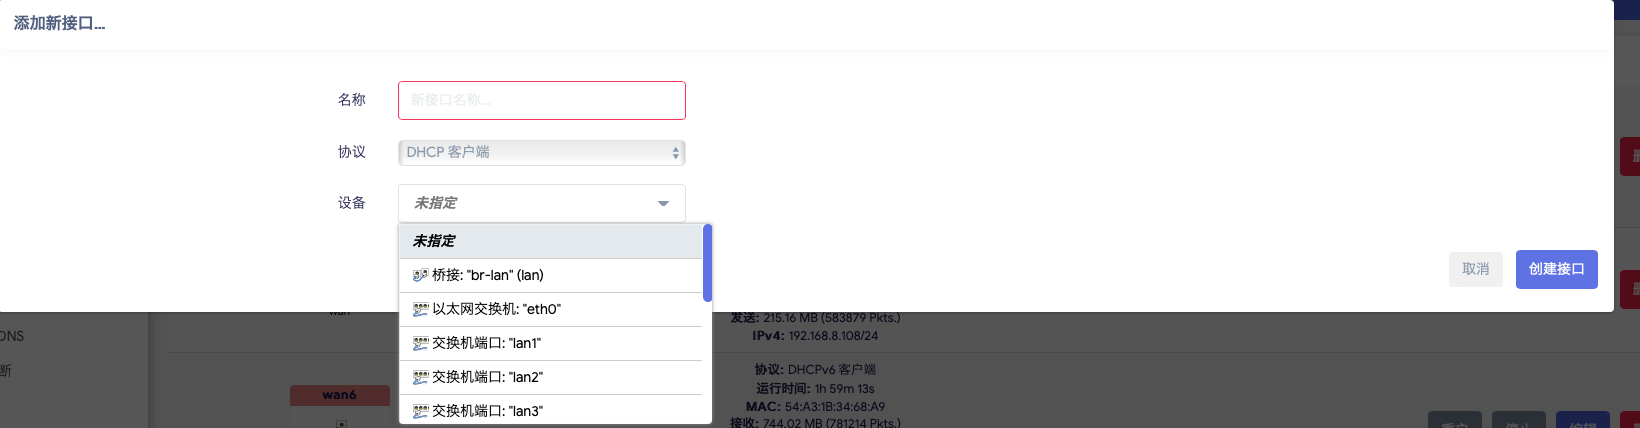 添加新接口...
名称
新接口名称...
协议
DHCP 客户端
设备
未指定
未指定
桥接: "br-lan" (lan)
以太网交换机: "eth0"
交换机端口: "lan1"
交换机端口: "lan2"
交换机端口: "lan3"
取消
创建接口
发送: 215.16 MB (583879 Pkts.)
IPv4: 192.168.8.108/24
DNS
断
协议: DHCPv6 客户端
运行时间: 1h 59m 13s
wan6
MAC: 54:A3:1B:34:68:A9
接收: 744.02 MB (781214 Pkts.)
编辑